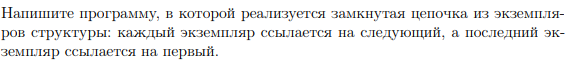 Напишите программу, в которой реализуется замкнутая цепочка из экземпля-
ров структуры: каждый экземпляр ссылается на следующий, а последний эк-
земпляр ссылается на первый.